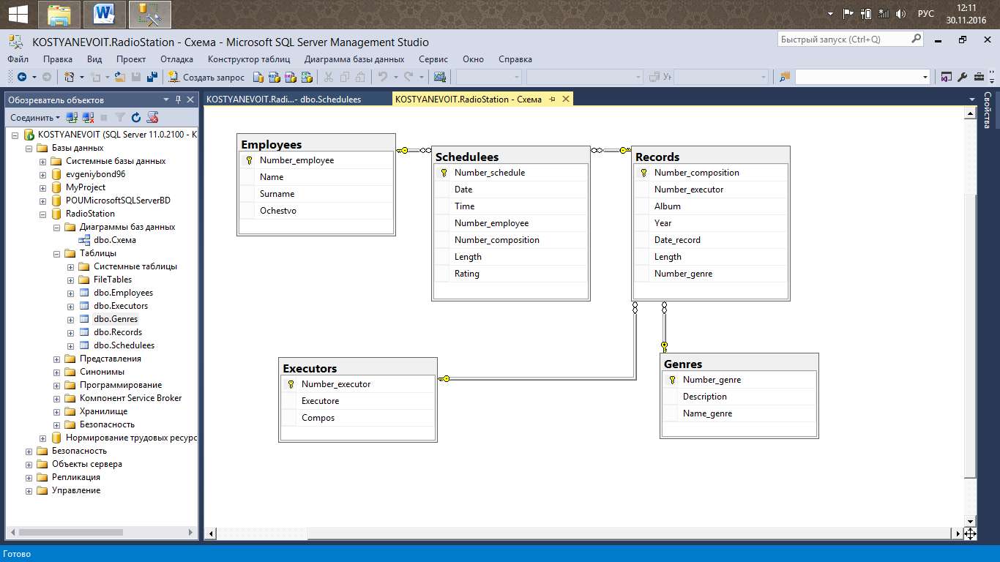 12:11
РУС
30.11.2016
KOSTYANEVOIT.RadioStation - Схема - Microsoft SQL Server Management Studio
Быстрый запуск (Ctrl+Q)
Файл Правка Вид Проект Отладка Конструктор таблиц Диаграмма базы данных Сервис Окно Справка
Создать запрос
Обозреватель объектов
KOSTYANEVOIT.Radi...- dbo.Schedulees
KOSTYANEVOIT.RadioStation - Схема
Свойства
Соединить
KOSTYANEVOIT (SQL Server 11.0.2100 - K
Базы данных
Системные базы данных
evgeniybond96
MyProject
POUMicrosoftSQLServerBD
RadioStation
Диаграммы баз данных
dbo.Схема
Таблицы
Системные таблицы
FileTables
dbo.Employees
dbo.Executors
dbo.Genres
dbo.Records
dbo.Schedulees
Представления
Синонимы
Программирование
Компонент Service Broker
Хранилище
Безопасность
Нормирование трудовых ресурс
Безопасность
Объекты сервера
Репликация
Управление
Employees
Number_employee
Name
Surname
Ochestvo
Schedulees
Number_schedule
Date
Time
Number_employee
Number_composition
Length
Rating
Records
Number_composition
Number_executor
Album
Year
Date_record
Length
Number_genre
Executors
Number_executor
Executore
Compos
Genres
Number_genre
Description
Name_genre
Готово